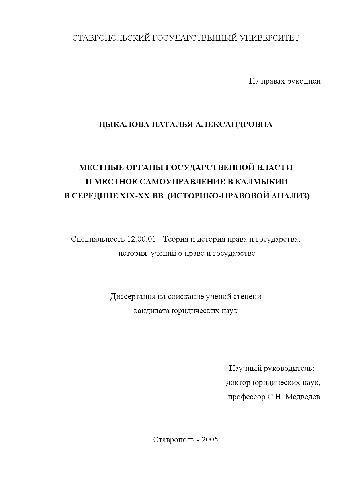 СТАВРОПОЛЬСКИЙ ГОСУДАРСТВЕННЫЙ УНИВЕРСИТЕТ
На правах рукописи
ЦЫКАЛОВА НАТАЛЬЯ АЛЕКСАНДРОВНА
МЕСТНЫЕ ОРГАНЫ ГОСУДАРСТВЕННОЙ ВЛАСТИ
И МЕСТНОЕ САМОУПРАВЛЕНИЕ В КАЛМЫКИИ
В СЕРЕДИНЕ XIX-XX ВВ. (ИСТОРИКО-ПРАВОВОЙ АНАЛИЗ)
Специальность 12.00.01 - Теория и история права и государства;
история учений о праве и государстве
Диссертация на соискание ученой степени
кандидата юридических наук
Научный руководитель:
доктор юридических наук,
профессор Медведев
Ставрополь - 2005